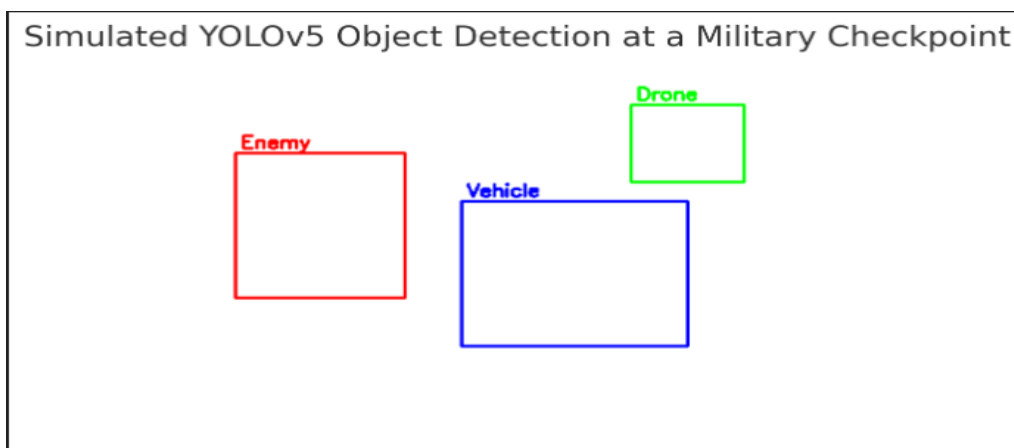 Simulated YOLOv5 Object Detection at a Military Checkpoint
Drone
Enemy
Vehicle